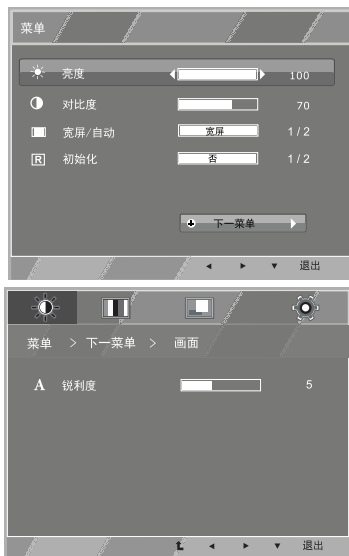 菜单
亮度 100
对比度 70
宽屏/自动 宽屏 1/2
R 初始化 否 1/2
下一菜单
退出
菜单 > 下一菜单 > 画面
A 锐利度 5
退出